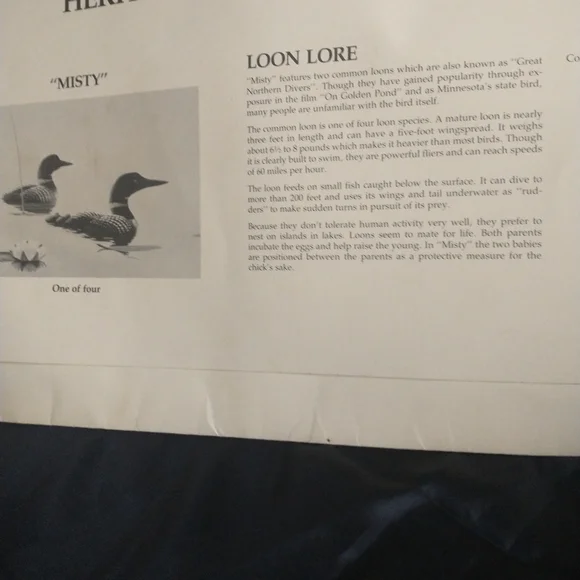 "MISTY"
One of four
LOON LORE
"Misty" features two common loons which are also known as "Great
Northern Divers". Though they have gained popularity through ex-
posure in the film "On Golden Pond" and as Minnesota's state bird,
many people are unfamiliar with the bird itself.
The common loon is one of four loon species. A mature loon is nearly
three feet in length and can have a five-foot wingspread. It weighs
about 6½ to 8 pounds which makes it heavier than most birds. Though
it is clearly built to swim, they are powerful fliers and can reach speeds
of 60 miles per hour.
The loon feeds on small fish caught below the surface. It can dive to
more than 200 feet and uses its wings and tail underwater as "rud-
ders" to make sudden turns in pursuit of its prey.
Because they don't tolerate human activity very well, they prefer to
nest on islands in lakes. Loons seem to mate for life. Both parents
incubate the eggs and help raise the young. In "Misty" the two babies
are positioned between the parents as a protective measure for the
chick's sake.
Co